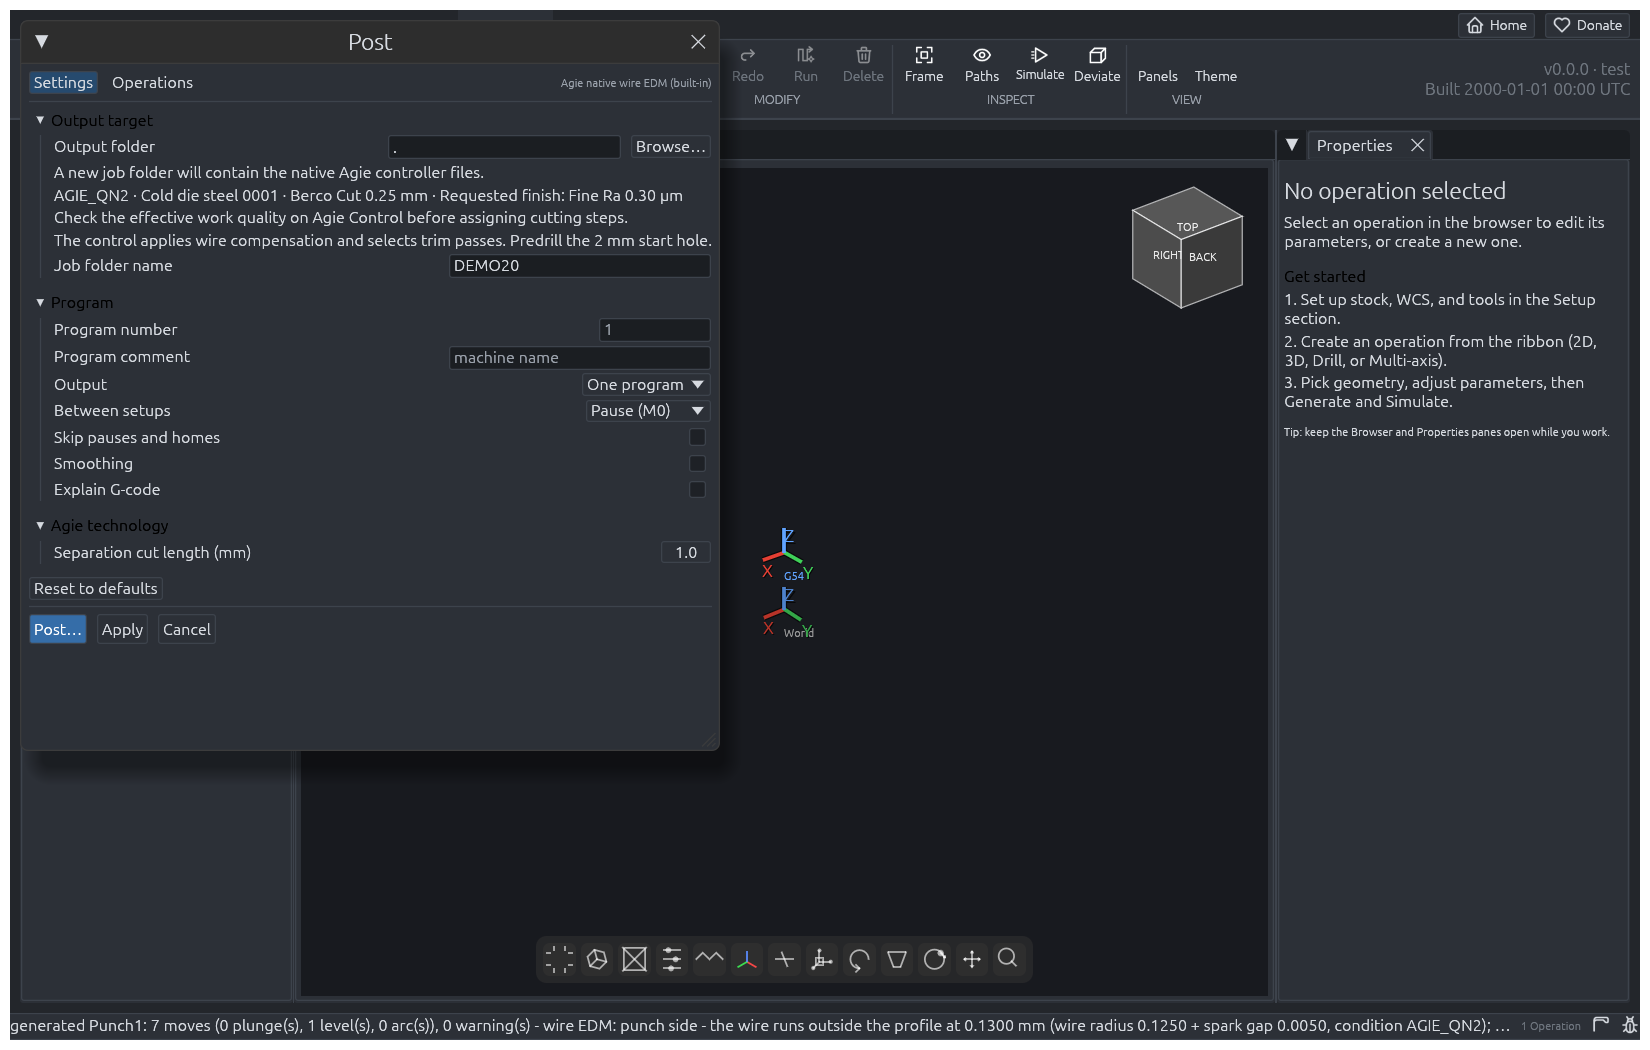 Post
Settings
Operations
Agie native wire EDM (built-in)
Output target
Output folder
.
Browse...
A new job folder will contain the native Agie controller files.
AGIE_QN2 · Cold die steel 0001 · Berco Cut 0.25 mm · Requested finish: Fine Ra 0.30 µm
Check the effective work quality on Agie Control before assigning cutting steps.
The control applies wire compensation and selects trim passes. Predrill the 2 mm start hole.
Job folder name
DEMO20
Program
Program number
1
Program comment
machine name
Output
One program
Between setups
Pause (M0)
Skip pauses and homes
Smoothing
Explain G-code
Agie technology
Separation cut length (mm)
1.0
Reset to defaults
Post...
Apply
Cancel
Home
Donate
Redo
Run
Delete
MODIFY
Frame
Paths
Simulate
Deviate
INSPECT
Panels
Theme
VIEW
v0.0.0 · test
Built 2000-01-01 00:00 UTC
TOP
RIGHT
BACK
Z
X
Y
G54
Z
X
Y
World
Properties
No operation selected
Select an operation in the browser to edit its
parameters, or create a new one.
Get started
1. Set up stock, WCS, and tools in the Setup
section.
2. Create an operation from the ribbon (2D,
3D, Drill, or Multi-axis).
3. Pick geometry, adjust parameters, then
Generate and Simulate.
Tip: keep the Browser and Properties panes open while you work.
generated Punch1: 7 moves (0 plunge(s), 1 level(s), 0 arc(s)), 0 warning(s) - wire EDM: punch side - the wire runs outside the profile at 0.1300 mm (wire radius 0.1250 + spark gap 0.0050, condition AGIE_QN2); ...
1 Operation